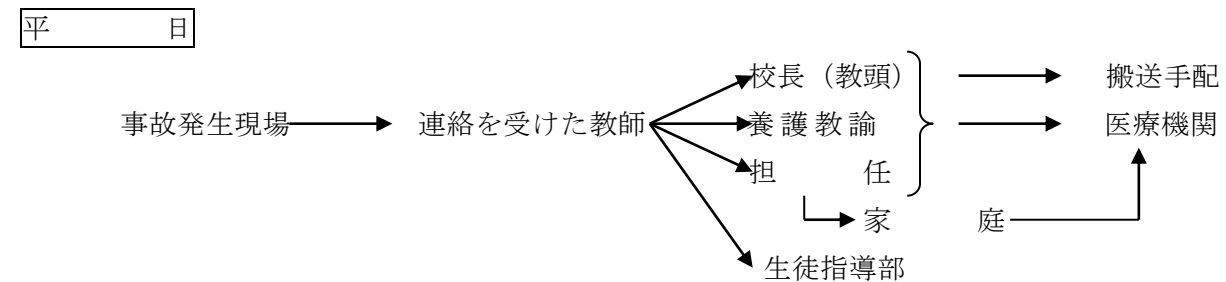 平　　　日
校長（教頭）　搬送手配
事故発生現場　連絡を受けた教師　養護教諭　医療機関
担　　任
家　　庭
生徒指導部